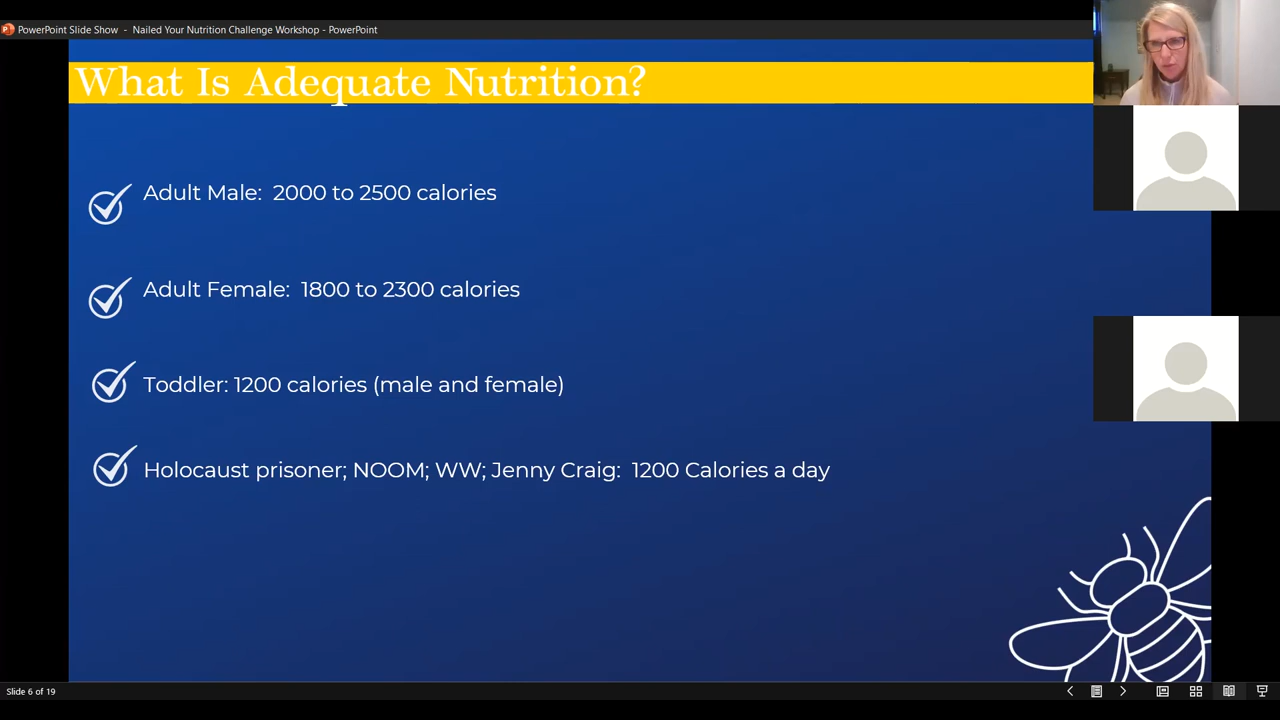 PowerPoint Slide Show - Nailed Your Nutrition Challenge Workshop - PowerPoint
What Is Adequate Nutrition?
Adult Male: 2000 to 2500 calories
Adult Female: 1800 to 2300 calories
Toddler: 1200 calories (male and female)
Holocaust prisoner; NOOM; WW; Jenny Craig: 1200 Calories a day
Slide 6 of 19